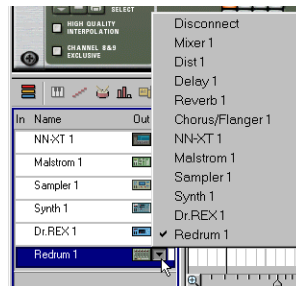 SELECT
HIGH QUALITY
INTERPOLATION
CHANNEL 8&9
EXCLUSIVE
In Name Out
NN-XT 1
Malstrom 1
Sampler 1
Synth 1
Dr.REX 1
Redrum 1
Disconnect
Mixer 1
Dist 1
Delay 1
Reverb 1
Chorus/Flanger 1
NN-XT 1
Malstrom 1
Sampler 1
Synth 1
Dr.REX 1
✓ Redrum 1